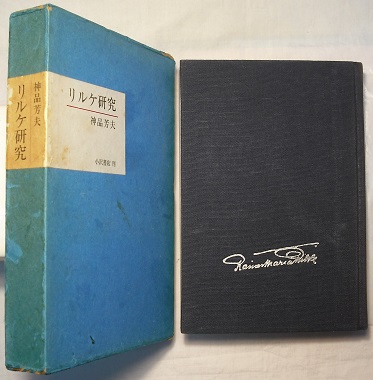 神品芳夫
リルケ研究
リルケ研究
神品芳夫
小沢書店 刊
Rainer Maria Rilke